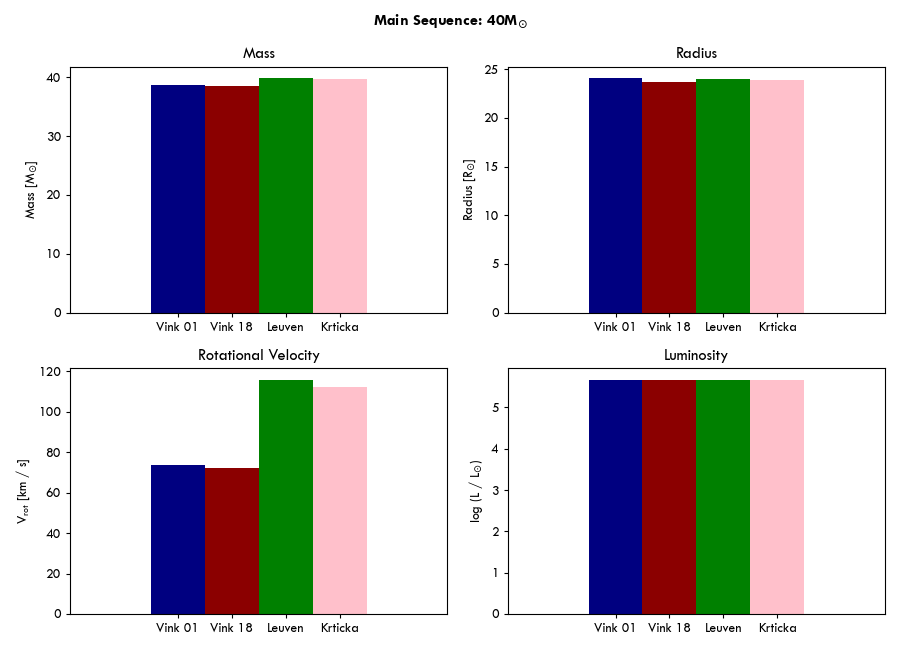 Main Sequence: 40M⊙
Mass
Mass [M⊙]
40
30
20
10
0
Vink 01 Vink 18 Leuven Krticka
Radius
Radius [R⊙]
25
20
15
10
5
0
Vink 01 Vink 18 Leuven Krticka
Rotational Velocity
Vrot [km / s]
120
100
80
60
40
20
0
Vink 01 Vink 18 Leuven Krticka
Luminosity
log (L / L⊙)
5
4
3
2
1
0
Vink 01 Vink 18 Leuven Krticka